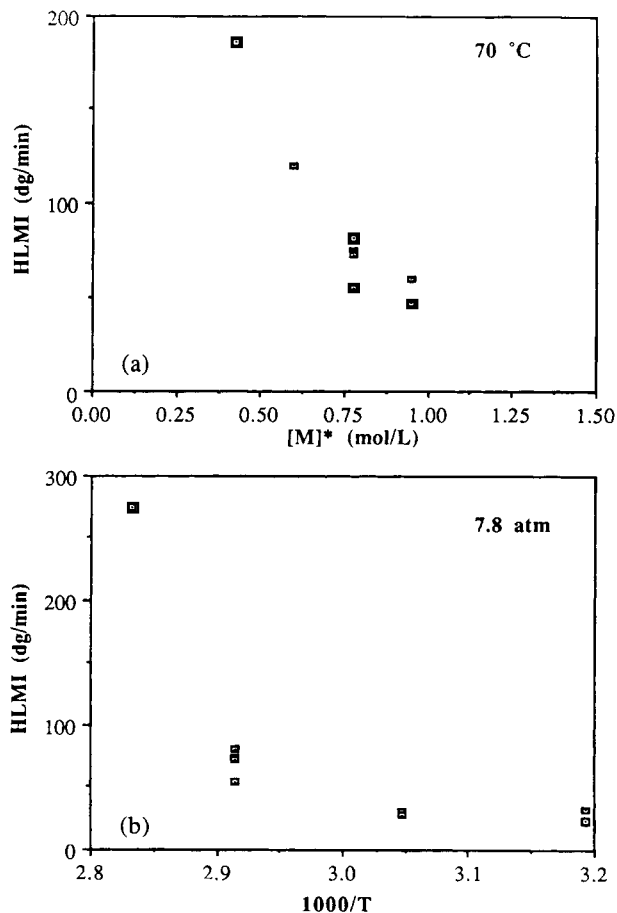 200
70 °C
HLMI (dg/min)
100
(a)
0
0.00 0.25 0.50 0.75 1.00 1.25 1.50
[M]* (mol/L)
300
7.8 atm
200
HLMI (dg/min)
100
(b)
0
2.8 2.9 3.0 3.1 3.2
1000/T